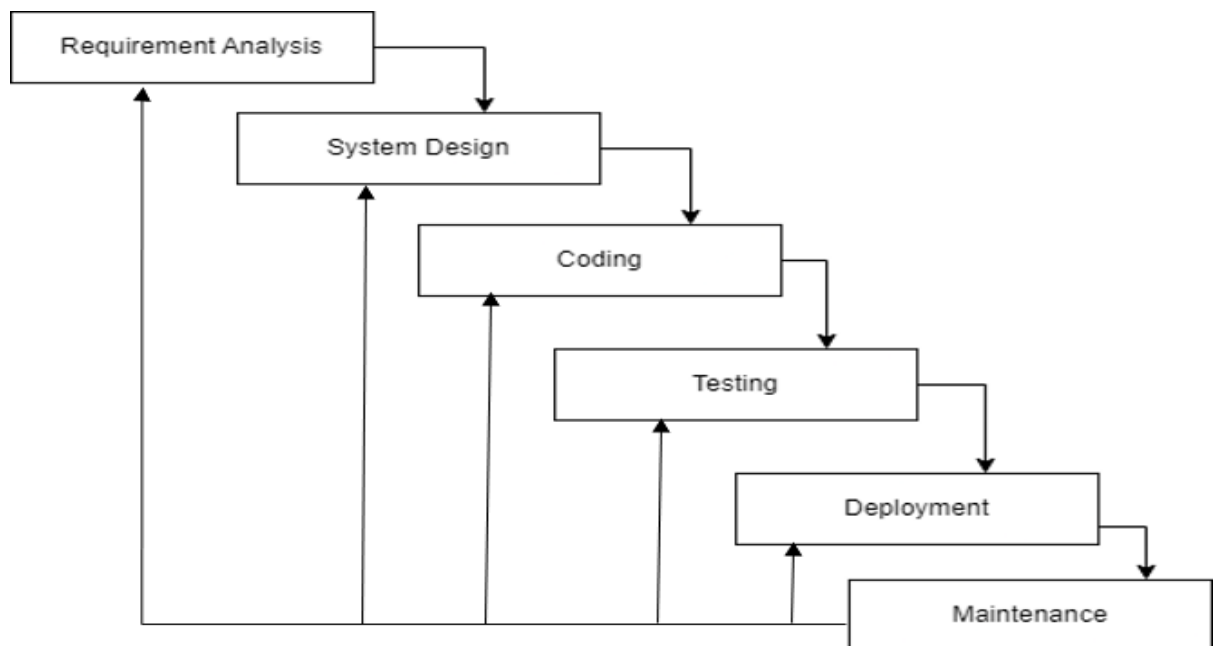 Requirement Analysis
System Design
Coding
Testing
Deployment
Maintenance